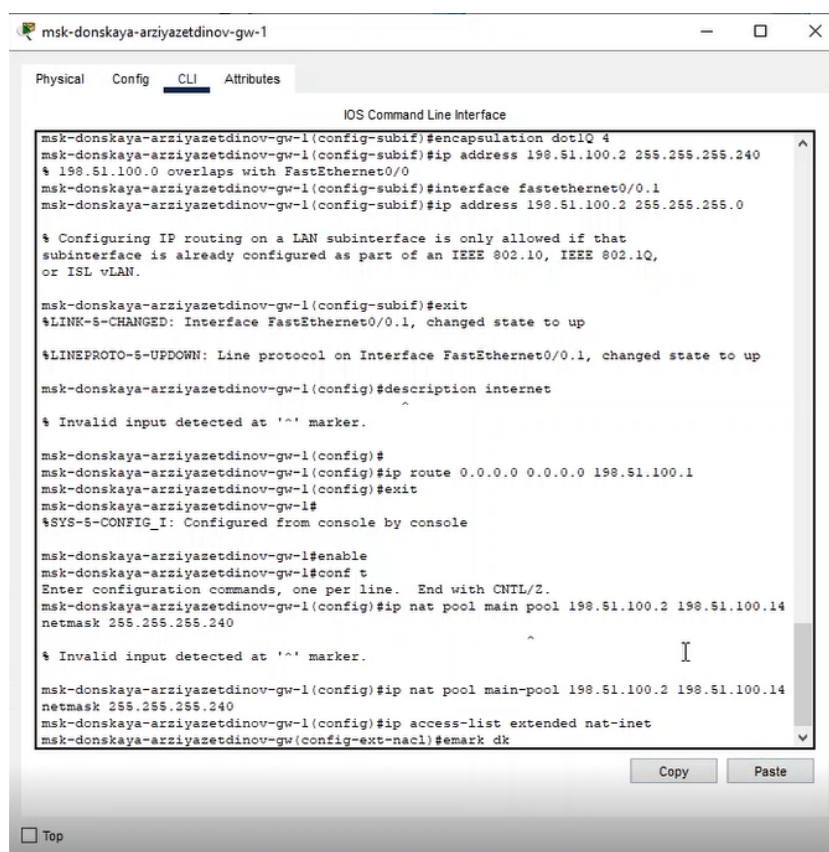 msk-donskaya-arziyazetdinov-gw-1
Physical Config CLI Attributes
IOS Command Line Interface
msk-donskaya-arziyazetdinov-gw-1(config-subif)#encapsulation dot1Q 4
msk-donskaya-arziyazetdinov-gw-1(config-subif)#ip address 198.51.100.2 255.255.255.240
% 198.51.100.0 overlaps with FastEthernet0/0
msk-donskaya-arziyazetdinov-gw-1(config-subif)#interface fastethernet0/0.1
msk-donskaya-arziyazetdinov-gw-1(config-subif)#ip address 198.51.100.2 255.255.255.0
% Configuring IP routing on a LAN subinterface is only allowed if that
subinterface is already configured as part of an IEEE 802.10, IEEE 802.1Q,
or ISL vLAN.
msk-donskaya-arziyazetdinov-gw-1(config-subif)#exit
%LINK-5-CHANGED: Interface FastEthernet0/0.1, changed state to up
%LINEPROTO-5-UPDOWN: Line protocol on Interface FastEthernet0/0.1, changed state to up
msk-donskaya-arziyazetdinov-gw-1(config)#description internet
^
% Invalid input detected at '^' marker.
msk-donskaya-arziyazetdinov-gw-1(config)#
msk-donskaya-arziyazetdinov-gw-1(config)#ip route 0.0.0.0 0.0.0.0 198.51.100.1
msk-donskaya-arziyazetdinov-gw-1(config)#exit
msk-donskaya-arziyazetdinov-gw-1#
%SYS-5-CONFIG_I: Configured from console by console
msk-donskaya-arziyazetdinov-gw-1#enable
msk-donskaya-arziyazetdinov-gw-1#conf t
Enter configuration commands, one per line. End with CNTL/Z.
msk-donskaya-arziyazetdinov-gw-1(config)#ip nat pool main pool 198.51.100.2 198.51.100.14
netmask 255.255.255.240
^
% Invalid input detected at '^' marker.
msk-donskaya-arziyazetdinov-gw-1(config)#ip nat pool main-pool 198.51.100.2 198.51.100.14
netmask 255.255.255.240
msk-donskaya-arziyazetdinov-gw-1(config)#ip access-list extended nat-inet
msk-donskaya-arziyazetdinov-gw(config-ext-nacl)#emark dk
Copy Paste
Top